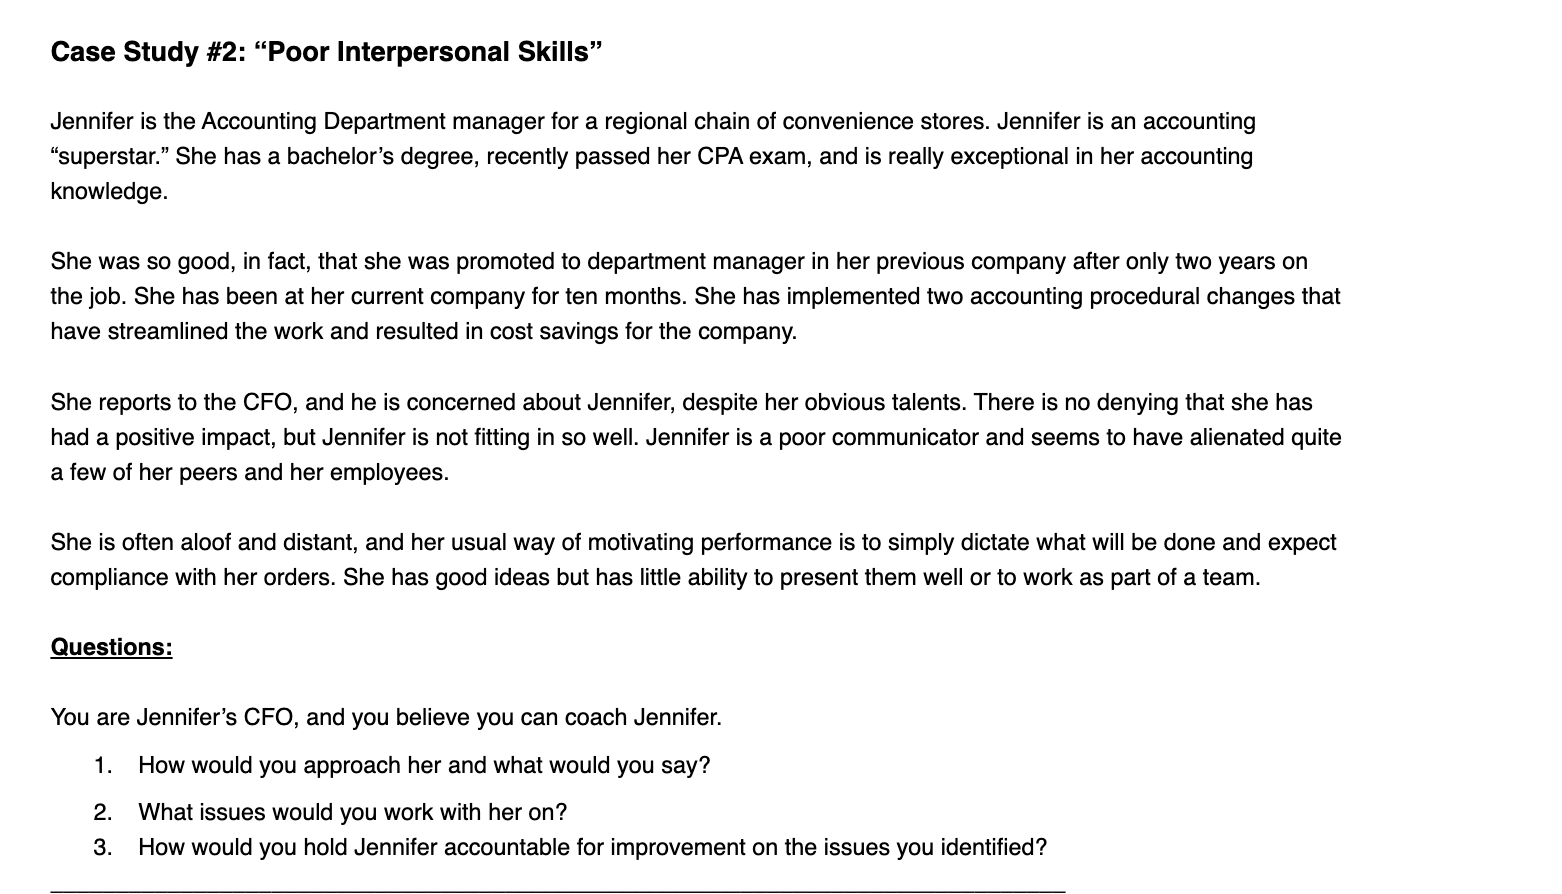 Case Study #2: “Poor Interpersonal Skills”
Jennifer is the Accounting Department manager for a regional chain of convenience stores. Jennifer is an accounting
“superstar.” She has a bachelor’s degree, recently passed her CPA exam, and is really exceptional in her accounting
knowledge.
She was so good, in fact, that she was promoted to department manager in her previous company after only two years on
the job. She has been at her current company for ten months. She has implemented two accounting procedural changes that
have streamlined the work and resulted in cost savings for the company.
She reports to the CFO, and he is concerned about Jennifer, despite her obvious talents. There is no denying that she has
had a positive impact, but Jennifer is not fitting in so well. Jennifer is a poor communicator and seems to have alienated quite
a few of her peers and her employees.
She is often aloof and distant, and her usual way of motivating performance is to simply dictate what will be done and expect
compliance with her orders. She has good ideas but has little ability to present them well or to work as part of a team.
Questions:
You are Jennifer’s CFO, and you believe you can coach Jennifer.
1. How would you approach her and what would you say?
2. What issues would you work with her on?
3. How would you hold Jennifer accountable for improvement on the issues you identified?